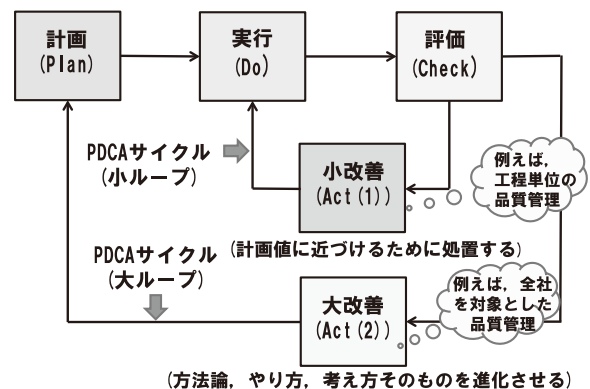 計画
(Plan)
実行
(Do)
評価
(Check)
PDCAサイクル
(小ループ)
小改善
(Act(1))
例えば，
工程単位の
品質管理
(計画値に近づけるために処置する)
PDCAサイクル
(大ループ)
大改善
(Act(2))
例えば，全社
を対象とした
品質管理
(方法論，やり方，考え方そのものを進化させる)